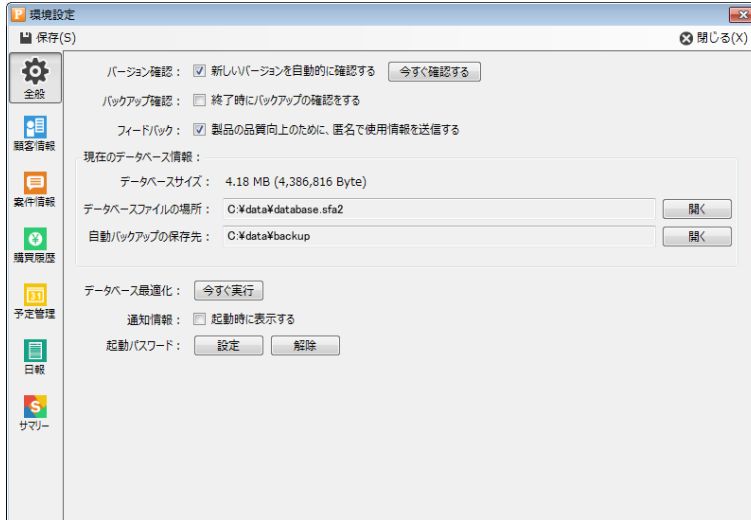 環境設定
保存(S) 閉じる(X)
全般
顧客情報
案件情報
購買履歴
31
予定管理
日報
S
サマリー
バージョン確認： 新しいバージョンを自動的に確認する 今すぐ確認する
バックアップ確認： 終了時にバックアップの確認をする
フィードバック： 製品の品質向上のために、匿名で使用情報を送信する
現在のデータベース情報：
データベースサイズ： 4.18 MB (4,386,816 Byte)
データベースファイルの場所： C:¥data¥database.sfa2 開く
自動バックアップの保存先： C:¥data¥backup 開く
データベース最適化： 今すぐ実行
通知情報： 起動時に表示する
起動パスワード： 設定 解除